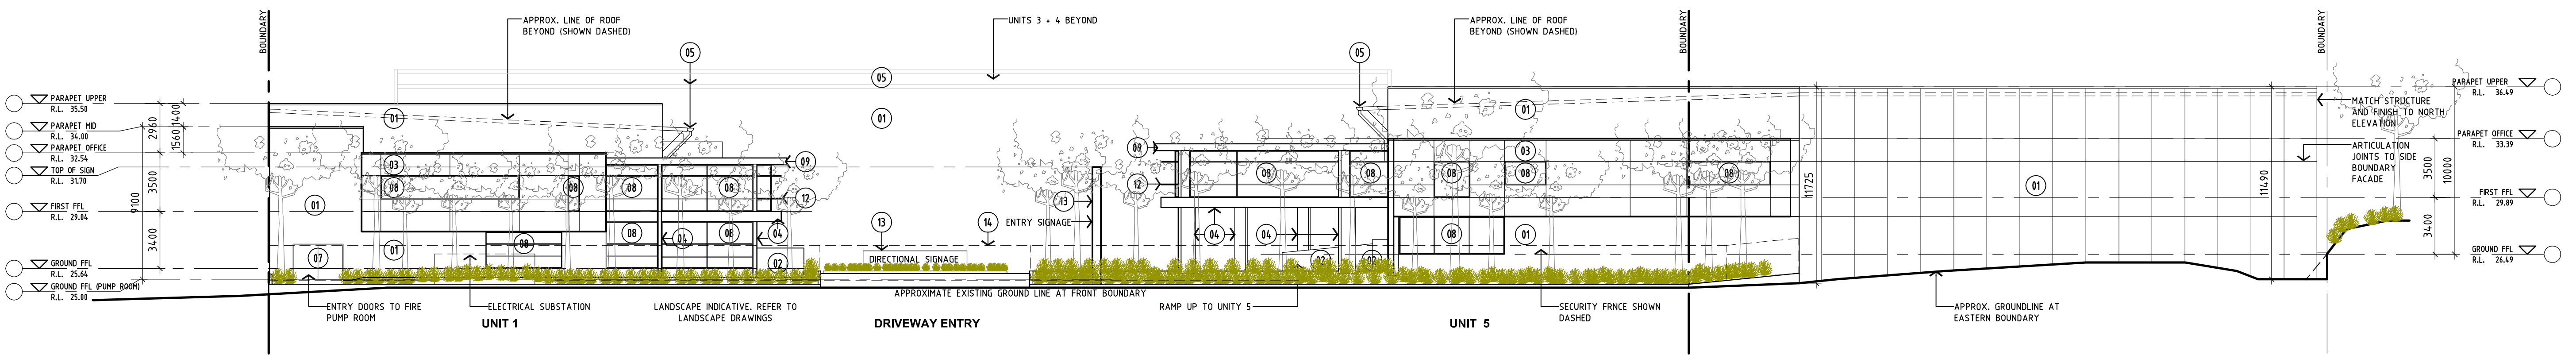 BOUNDARY
APPROX. LINE OF ROOF
BEYOND (SHOWN DASHED)
UNITS 3 + 4 BEYOND
APPROX. LINE OF ROOF
BEYOND (SHOWN DASHED)
BOUNDARY
BOUNDARY
05
05
05
PARAPET UPPER
R.L. 35.50
PARAPET MID
R.L. 34.00
PARAPET OFFICE
R.L. 32.54
TOP OF SIGN
R.L. 31.70
FIRST FFL
R.L. 29.04
GROUND FFL
R.L. 25.64
GROUND FFL (PUMP ROOM)
R.L. 25.00
9100
2960
3500
3400
1400
1560
01
01
01
03
08
08
08
08
09
12
01
01
07
08
08
04
08
04
02
ENTRY DOORS TO FIRE
PUMP ROOM
ELECTRICAL SUBSTATION
LANDSCAPE INDICATIVE. REFER TO
LANDSCAPE DRAWINGS
UNIT 1
13
14
DIRECTIONAL SIGNAGE
APPROXIMATE EXISTING GROUND LINE AT FRONT BOUNDARY
DRIVEWAY ENTRY
13
ENTRY SIGNAGE
09
12
08
08
04
04
02
02
RAMP UP TO UNITY 5
03
08
08
08
08
01
SECURITY FRNCE SHOWN
DASHED
UNIT 5
11725
01
11490
APPROX. GROUNDLINE AT
EASTERN BOUNDARY
MATCH STRUCTURE
AND FINISH TO NORTH
ELEVATION
ARTICULATION
JOINTS TO SIDE
BOUNDARY
FACADE
3500
3400
10000
PARAPET UPPER
R.L. 36.49
PARAPET OFFICE
R.L. 33.39
FIRST FFL
R.L. 29.89
GROUND FFL
R.L. 26.49